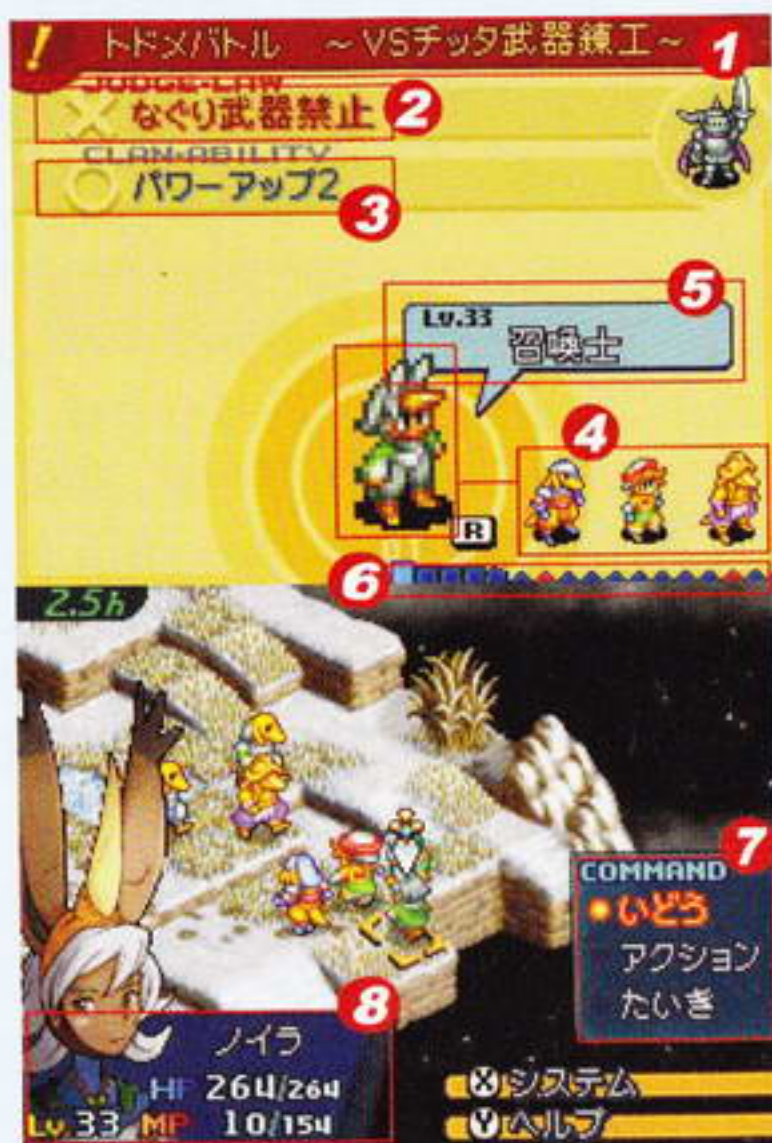 ! トドメバトル ～VSチッタ武器錬工～
1
JUDGE・LAW
× なぐり武器禁止
2
CLAN・ABILITY
○ パワーアップ2
3
5
Lv.33
召喚士
4
R
6
2.5h
7
COMMAND
いどう
アクション
たいき
8
ノイラ
HP 264/264
Lv.33 MP 10/154
X システム
Y ヘルプ